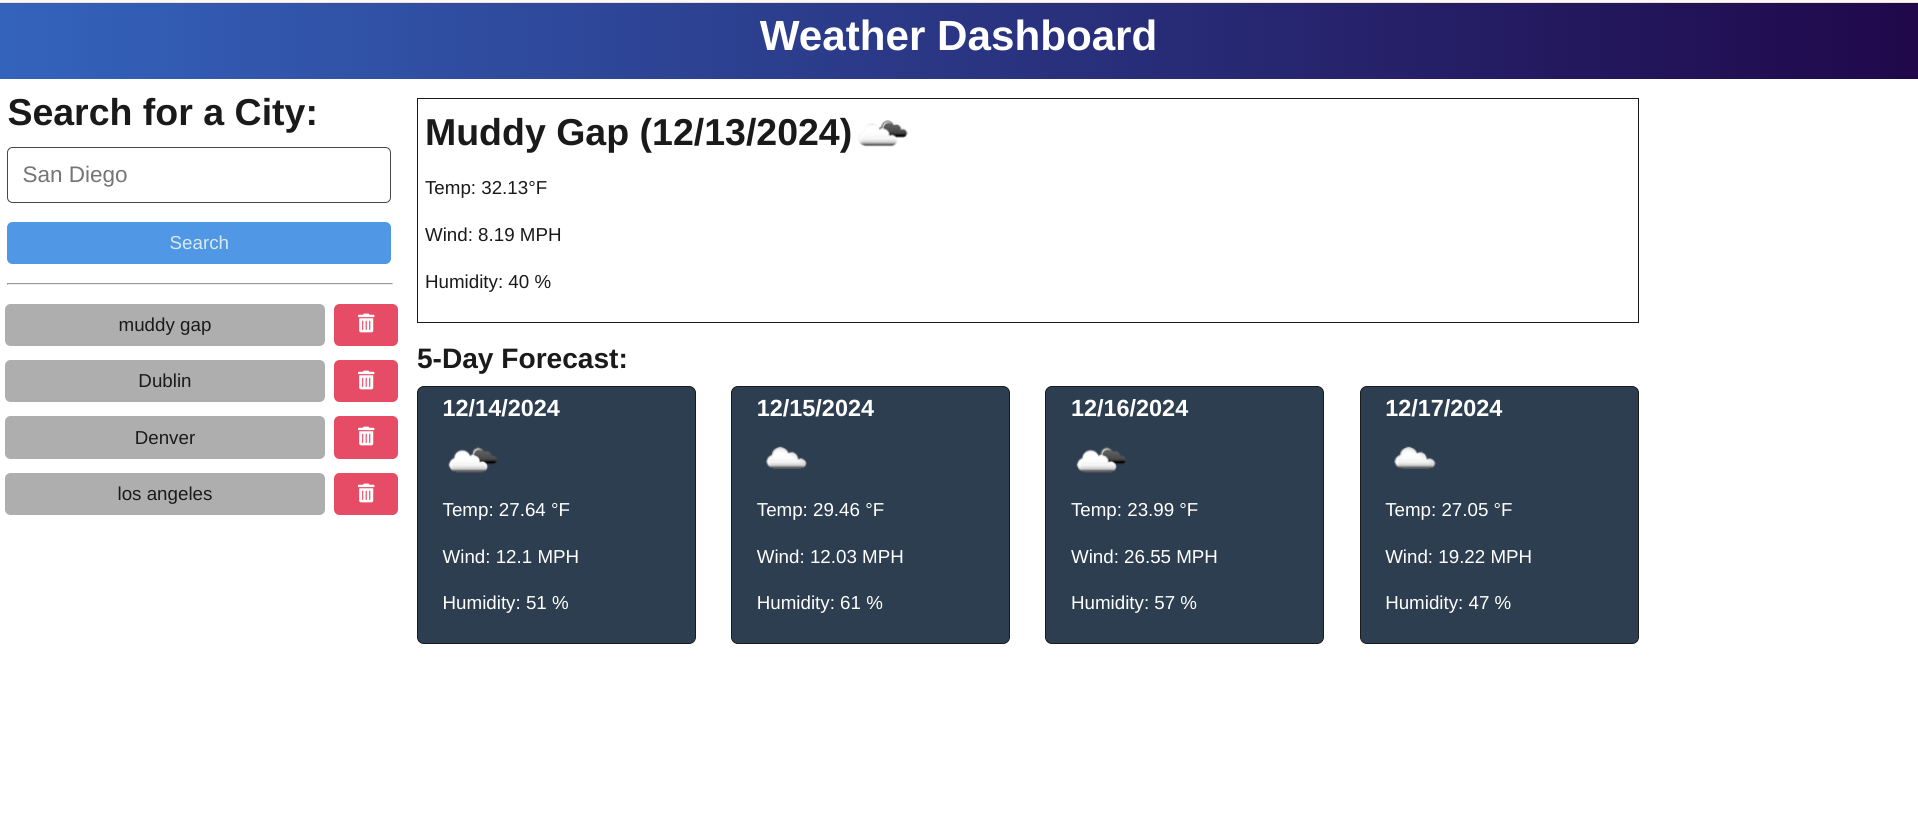 Weather Dashboard
Search for a City:
San Diego
Search
muddy gap
Dublin
Denver
los angeles
Muddy Gap (12/13/2024)
Temp: 32.13°F
Wind: 8.19 MPH
Humidity: 40 %
5-Day Forecast:
12/14/2024
Temp: 27.64 °F
Wind: 12.1 MPH
Humidity: 51 %
12/15/2024
Temp: 29.46 °F
Wind: 12.03 MPH
Humidity: 61 %
12/16/2024
Temp: 23.99 °F
Wind: 26.55 MPH
Humidity: 57 %
12/17/2024
Temp: 27.05 °F
Wind: 19.22 MPH
Humidity: 47 %